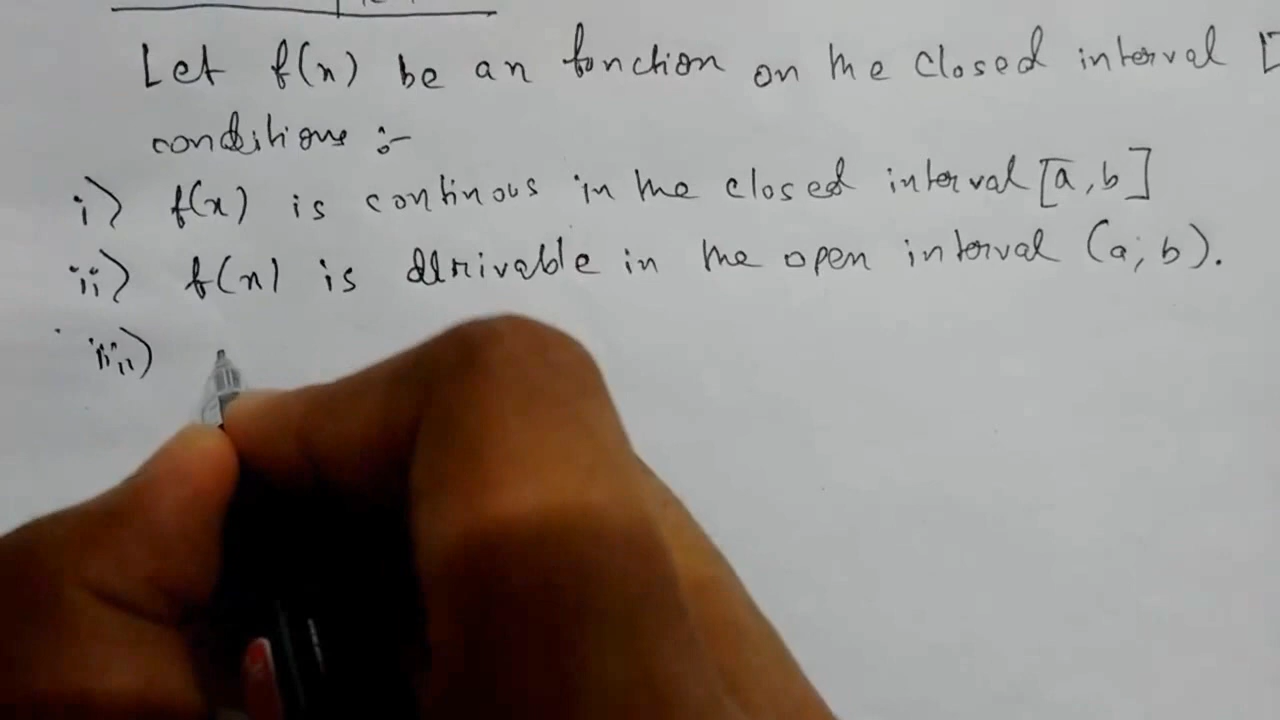 Let f(x) be an function on the closed interval [
conditions :-
i) f(x) is continous in the closed interval [a, b]
ii) f(x) is derivable in the open interval (a, b).
iii)